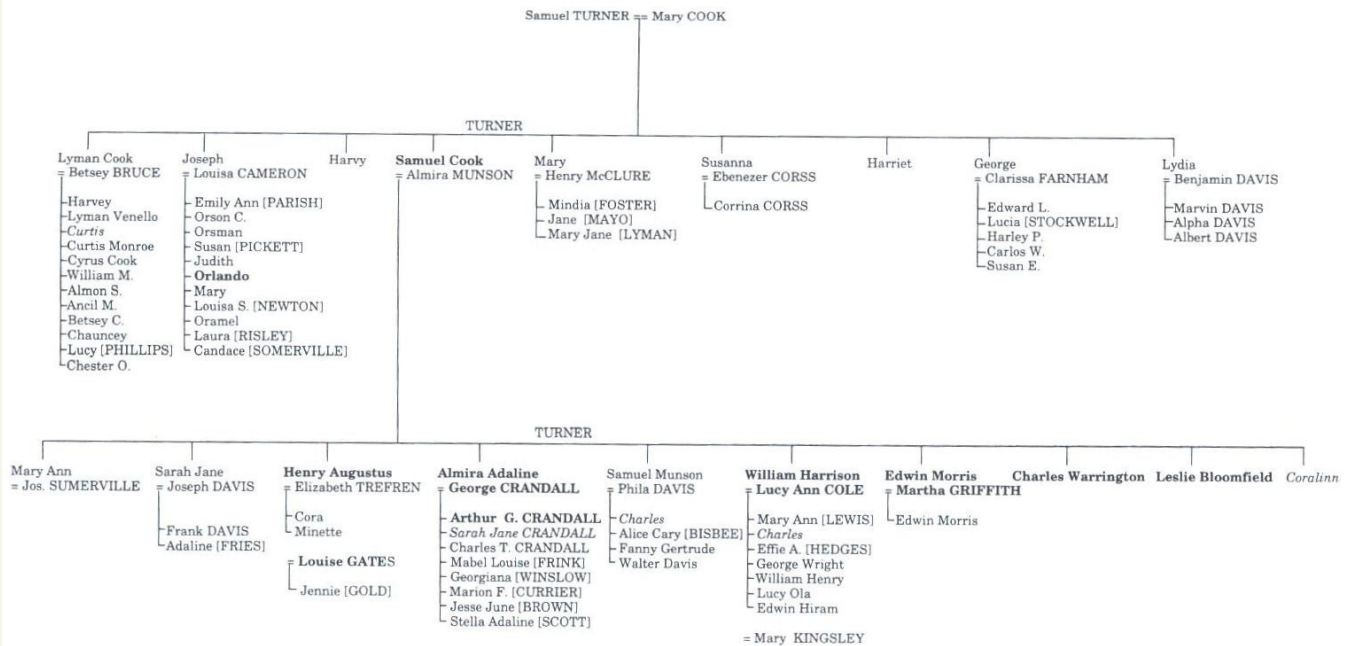 Samuel TURNER == Mary COOK
TURNER
Lyman Cook
= Betsey BRUCE
Harvey
Lyman Venello
Curtis
Curtis Monroe
Cyrus Cook
William M.
Almon S.
Ancil M.
Betsey C.
Chauncey
Lucy [PHILLIPS]
Chester O.
Joseph
= Louisa CAMERON
Emily Ann [PARISH]
Orson C.
Orsman
Susan [PICKETT]
Judith
Orlando
Mary
Louisa S. [NEWTON]
Oramel
Laura [RISLEY]
Candace [SOMERVILLE]
Harvy
Samuel Cook
= Almira MUNSON
Mary
= Henry McCLURE
Mindia [FOSTER]
Jane [MAYO]
Mary Jane [LYMAN]
Susanna
= Ebenezer CORSS
Corrina CORSS
Harriet
George
= Clarissa FARNHAM
Edward L.
Lucia [STOCKWELL]
Harley P.
Carlos W.
Susan E.
Lydia
= Benjamin DAVIS
Marvin DAVIS
Alpha DAVIS
Albert DAVIS
TURNER
Mary Ann
= Jos. SUMERVILLE
Sarah Jane
= Joseph DAVIS
Frank DAVIS
Adaline [FRIES]
Henry Augustus
= Elizabeth TREFREN
Cora
Minette
= Louise GATES
Jennie [GOLD]
Almira Adaline
= George CRANDALL
Arthur G. CRANDALL
Sarah Jane CRANDALL
Charles T. CRANDALL
Mabel Louise [FRINK]
Georgiana [WINSLOW]
Marion F. [CURRIER]
Jesse June [BROWN]
Stella Adaline [SCOTT]
Samuel Munson
= Phila DAVIS
Charles
Alice Cary [BISBEE]
Fanny Gertrude
Walter Davis
William Harrison
= Lucy Ann COLE
Mary Ann [LEWIS]
Charles
Effie A. [HEDGES]
George Wright
William Henry
Lucy Ola
Edwin Hiram
= Mary KINGSLEY
Edwin Morris
= Martha GRIFFITH
Edwin Morris
Charles Warrington
Leslie Bloomfield
Coralinn